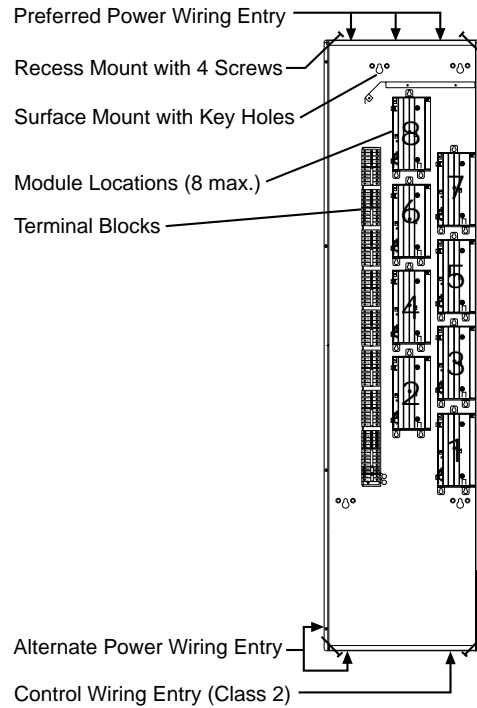 Preferred Power Wiring Entry
Recess Mount with 4 Screws
Surface Mount with Key Holes
Module Locations (8 max.)
Terminal Blocks
8
7
6
5
4
3
2
1
Alternate Power Wiring Entry
Control Wiring Entry (Class 2)